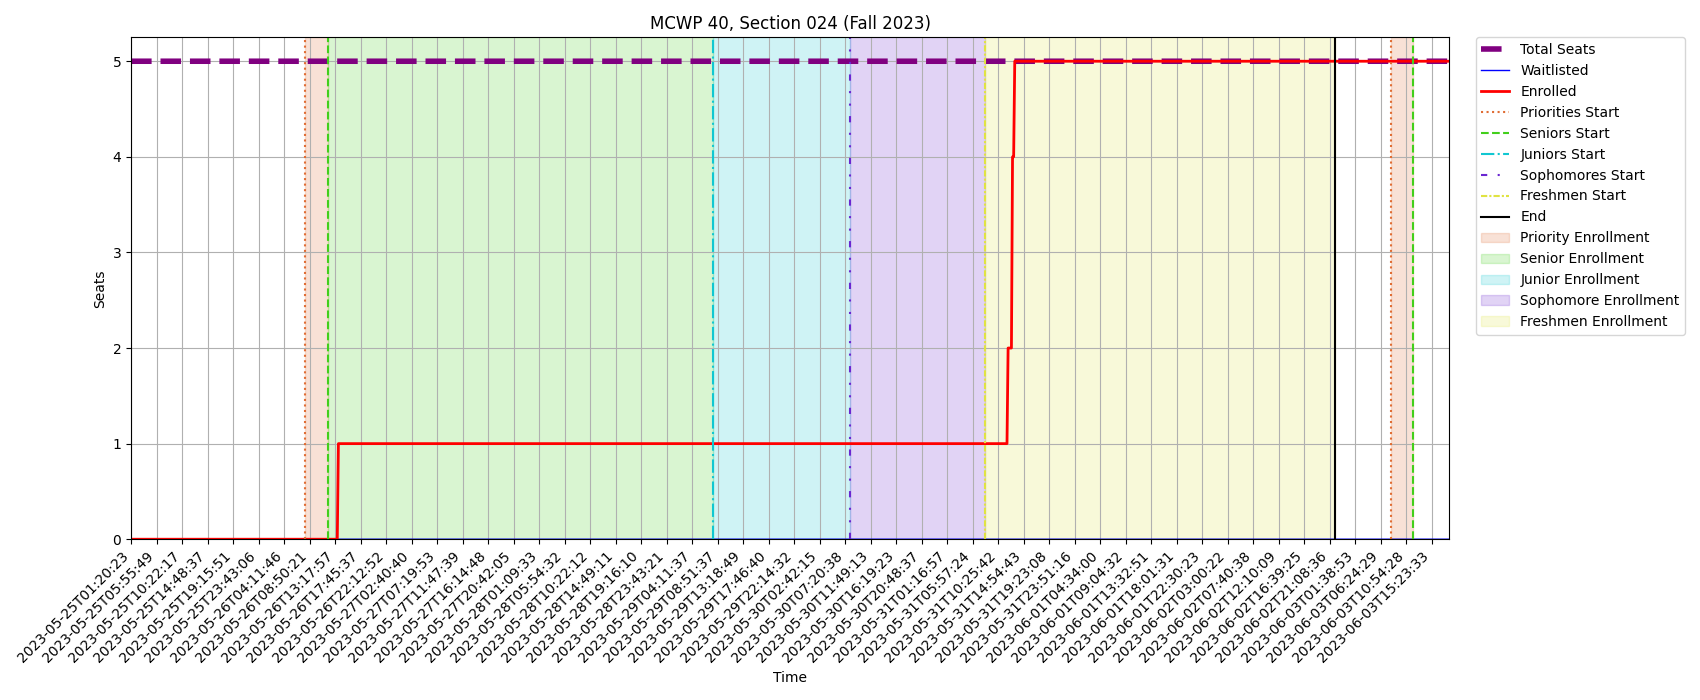 MCWP 40, Section 024 (Fall 2023)
Seats
5
4
3
2
1
0
2023-05-25T01:20:23
2023-05-25T05:55:49
2023-05-25T10:22:17
2023-05-25T14:48:37
2023-05-25T19:15:51
2023-05-25T23:43:06
2023-05-26T04:11:46
2023-05-26T08:50:21
2023-05-26T13:17:57
2023-05-26T17:45:37
2023-05-26T22:12:52
2023-05-27T02:40:40
2023-05-27T07:19:53
2023-05-27T11:47:39
2023-05-27T16:14:48
2023-05-27T20:42:05
2023-05-28T01:09:33
2023-05-28T05:54:32
2023-05-28T10:22:12
2023-05-28T14:49:11
2023-05-28T19:16:10
2023-05-28T23:43:21
2023-05-29T04:11:37
2023-05-29T08:51:37
2023-05-29T13:18:49
2023-05-29T17:46:40
2023-05-29T22:14:32
2023-05-30T02:42:15
2023-05-30T07:20:38
2023-05-30T11:49:13
2023-05-30T16:19:23
2023-05-30T20:48:37
2023-05-31T01:16:57
2023-05-31T05:57:24
2023-05-31T10:25:42
2023-05-31T14:54:43
2023-05-31T19:23:08
2023-05-31T23:51:16
2023-06-01T04:34:00
2023-06-01T09:04:32
2023-06-01T13:32:51
2023-06-01T18:01:31
2023-06-01T22:30:23
2023-06-02T03:00:22
2023-06-02T07:40:38
2023-06-02T12:10:09
2023-06-02T16:39:25
2023-06-02T21:08:36
2023-06-03T01:38:53
2023-06-03T06:24:29
2023-06-03T10:54:28
2023-06-03T15:23:33
Time
Total Seats
Waitlisted
Enrolled
Priorities Start
Seniors Start
Juniors Start
Sophomores Start
Freshmen Start
End
Priority Enrollment
Senior Enrollment
Junior Enrollment
Sophomore Enrollment
Freshmen Enrollment